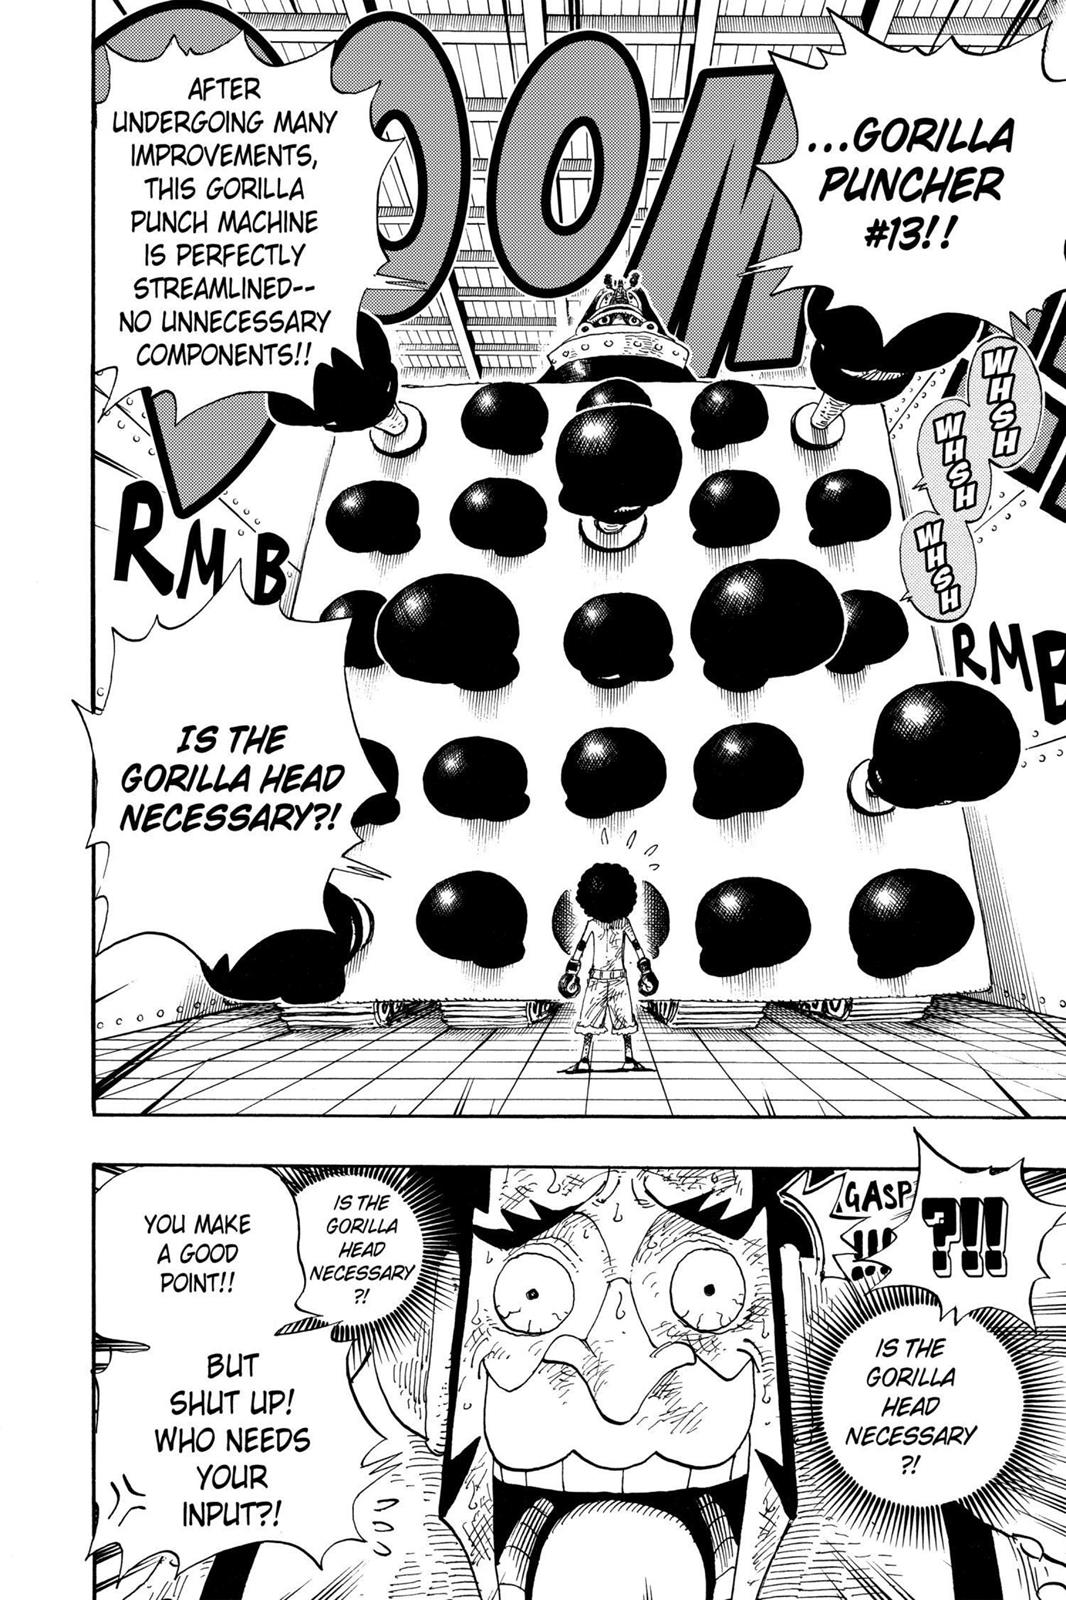 ...GORILLA
PUNCHER
#13!!
DOOM
AFTER
UNDERGOING MANY
IMPROVEMENTS,
THIS GORILLA
PUNCH MACHINE
IS PERFECTLY
STREAMLINED--
NO UNNECESSARY
COMPONENTS!!
WHSH
WHSH
WHSH
RMB
RMB
IS THE
GORILLA HEAD
NECESSARY?!
?!!
GASP
!!!...
IS THE
GORILLA
HEAD
NECESSARY
?!
IS THE
GORILLA
HEAD
NECESSARY
?!
YOU MAKE
A GOOD
POINT!!
BUT
SHUT UP!
WHO NEEDS
YOUR
INPUT?!